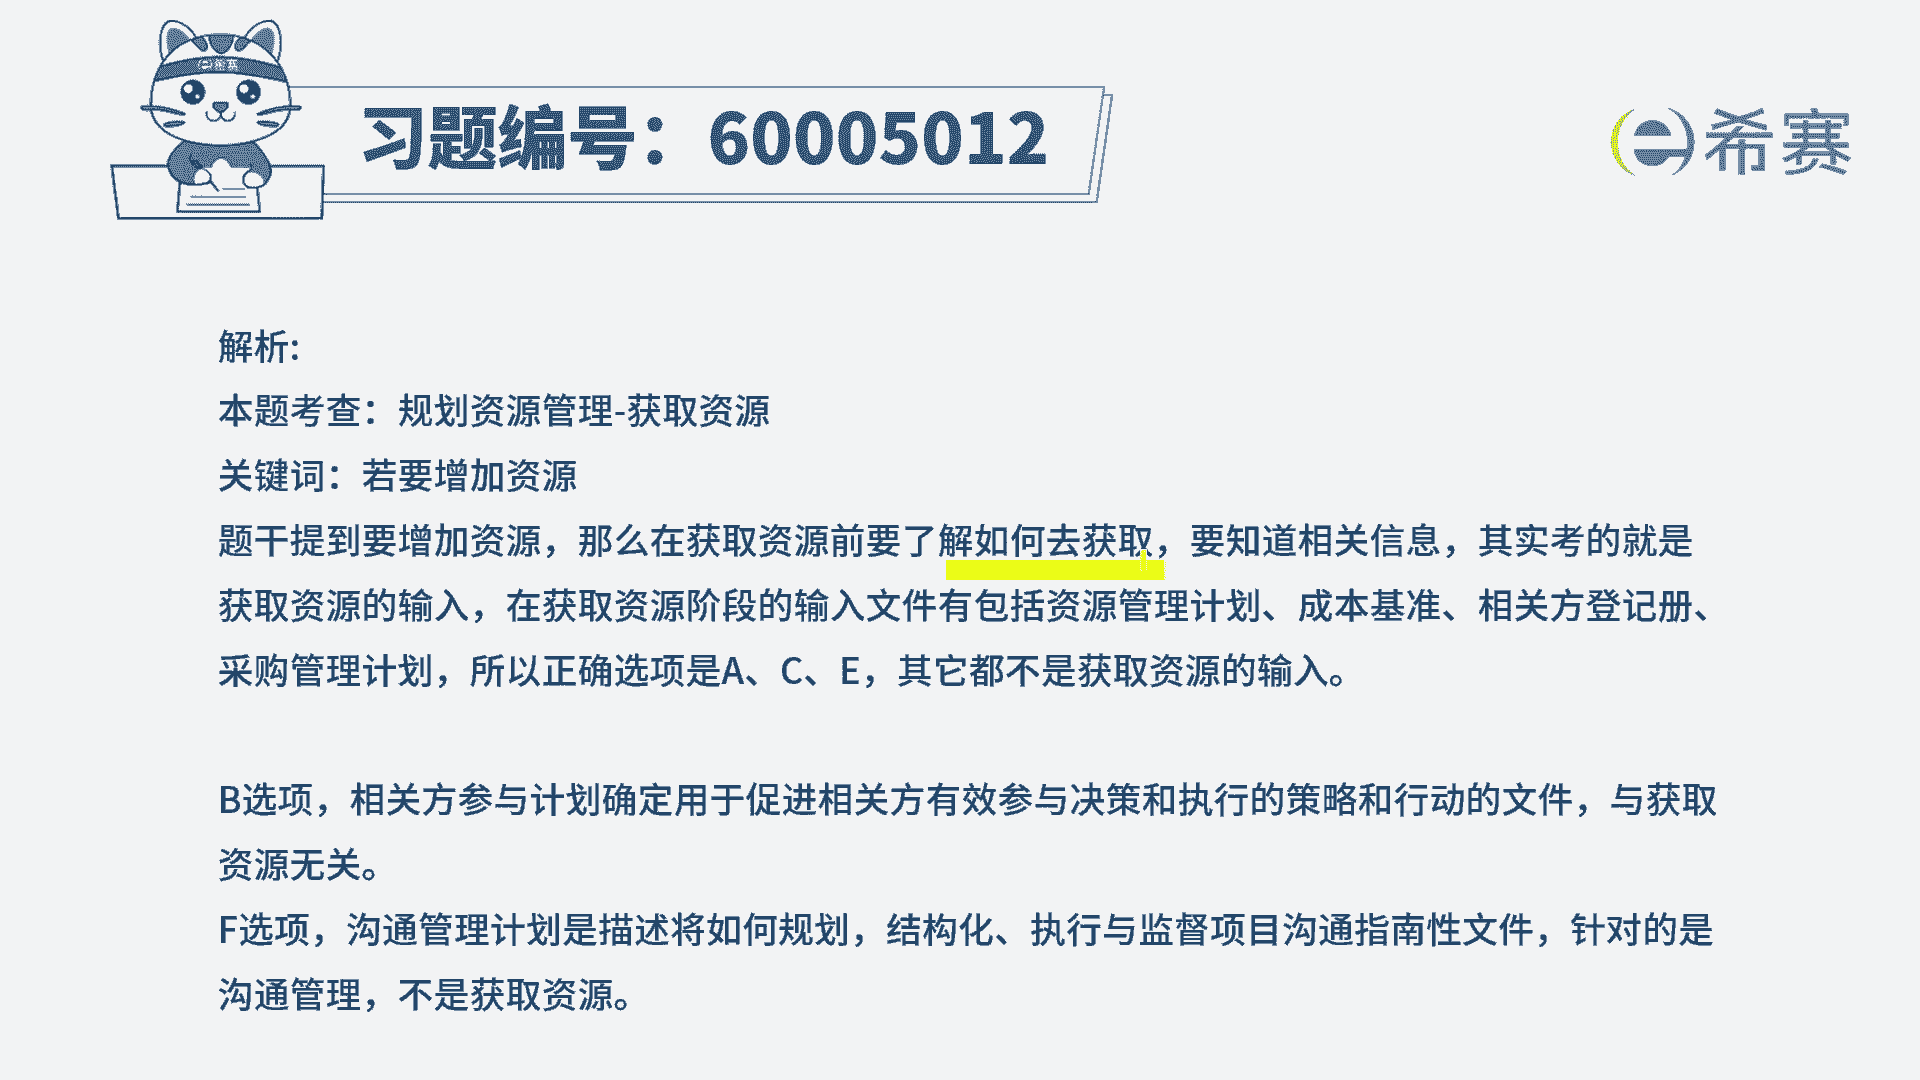 希赛
习题编号：60005012
希赛
解析:
本题考查：规划资源管理-获取资源
关键词：若要增加资源
题干提到要增加资源，那么在获取资源前要了解如何去获取，要知道相关信息，其实考的就是
获取资源的输入，在获取资源阶段的输入文件有包括资源管理计划、成本基准、相关方登记册、
采购管理计划，所以正确选项是A、C、E，其它都不是获取资源的输入。
B选项，相关方参与计划确定用于促进相关方有效参与决策和执行的策略和行动的文件，与获取
资源无关。
F选项，沟通管理计划是描述将如何规划，结构化、执行与监督项目沟通指南性文件，针对的是
沟通管理，不是获取资源。